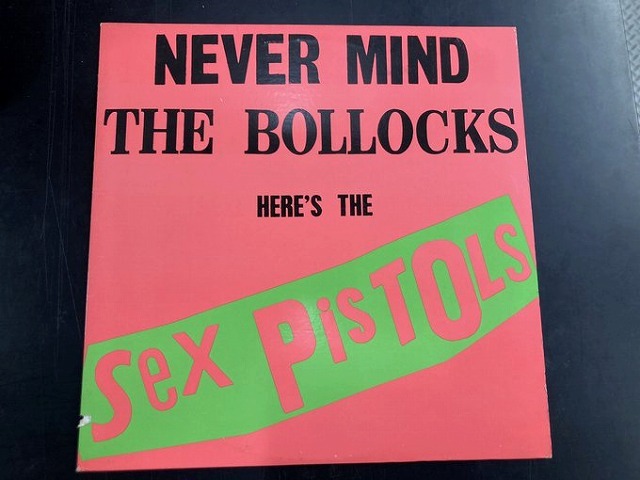 NEVER MIND
THE BOLLOCKS
HERE'S THE
Sex PisTOLs